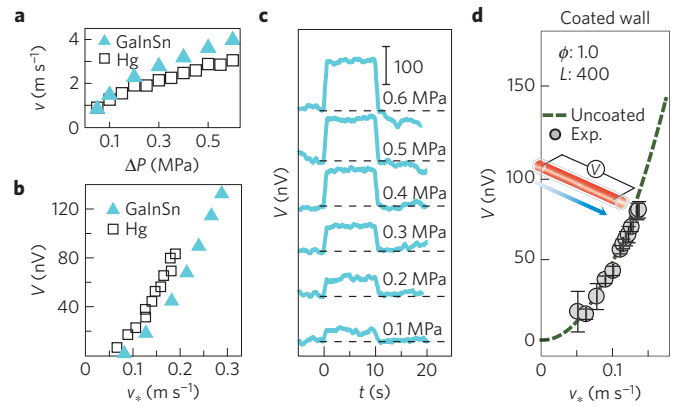 a
GaInSn
Hg
v (m s⁻¹)
4
2
0
0.1
0.3
0.5
ΔP (MPa)
b
GaInSn
Hg
V (nV)
120
80
40
0
0.1
0.2
0.3
v* (m s⁻¹)
c
100
0.6 MPa
0.5 MPa
0.4 MPa
0.3 MPa
0.2 MPa
0.1 MPa
V (nV)
0
10
20
t (s)
d
Coated wall
ϕ: 1.0
L: 400
Uncoated
Exp.
V
V (nV)
150
100
50
0
0
0.1
v* (m s⁻¹)